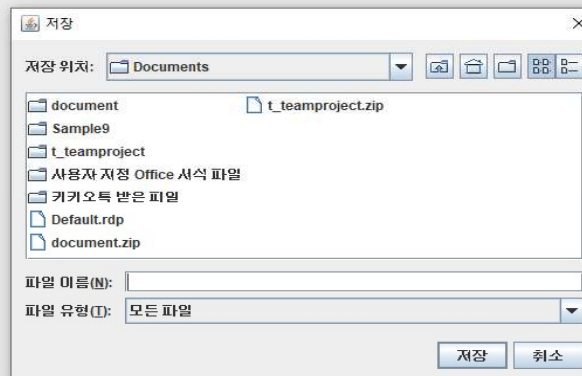 저장
저장 위치: Documents
document
Sample9
t_teamproject
사용자 지정 Office 서식 파일
카카오톡 받은 파일
Default.rdp
document.zip
t_teamproject.zip
파일 이름(N):
파일 유형(T): 모든 파일
저장 취소